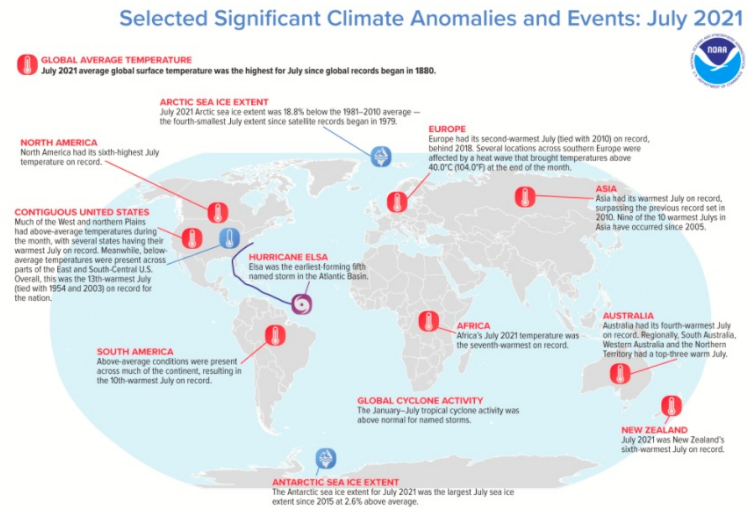 Selected Significant Climate Anomalies and Events: July 2021
NOAA
GLOBAL AVERAGE TEMPERATURE
July 2021 average global surface temperature was the highest for July since global records began in 1880.
ARCTIC SEA ICE EXTENT
July 2021 Arctic sea ice extent was 18.8% below the 1981–2010 average —
the fourth-smallest July extent since satellite records began in 1979.
NORTH AMERICA
North America had its sixth-highest July
temperature on record.
EUROPE
Europe had its second-warmest July (tied with 2010) on record,
behind 2018. Several locations across southern Europe were
affected by a heat wave that brought temperatures above
40.0°C (104.0°F) at the end of the month.
ASIA
Asia had its warmest July on record,
surpassing the previous record set in
2010. Nine of the 10 warmest Julys in
Asia have occurred since 2005.
CONTIGUOUS UNITED STATES
Much of the West and northern Plains
had above-average temperatures during
the month, with several states having their
warmest July on record. Meanwhile, below-
average temperatures were present across
parts of the East and South-Central U.S.
Overall, this was the 13th-warmest July
(tied with 1954 and 2003) on record for
the nation.
HURRICANE ELSA
Elsa was the earliest-forming fifth
named storm in the Atlantic Basin.
AFRICA
Africa's July 2021 temperature was
the seventh-warmest on record.
AUSTRALIA
Australia had its fourth-warmest July
on record. Regionally, South Australia,
Western Australia and the Northern
Territory had a top-three warm July.
SOUTH AMERICA
Above-average conditions were present
across much of the continent, resulting in
the 10th-warmest July on record.
GLOBAL CYCLONE ACTIVITY
The January–July tropical cyclone activity was
above normal for named storms.
NEW ZEALAND
July 2021 was New Zealand's
sixth-warmest July on record.
ANTARCTIC SEA ICE EXTENT
The Antarctic sea ice extent for July 2021 was the largest July sea ice
extent since 2015 at 2.6% above average.